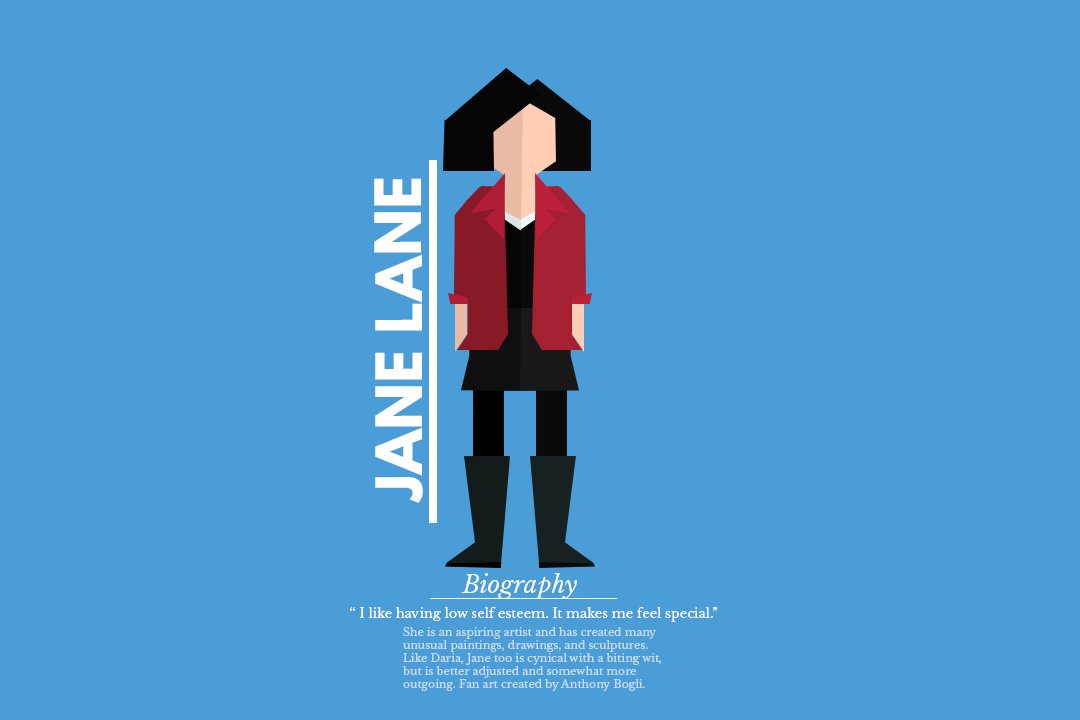 JANE LANE
Biography
“ I like having low self esteem. It makes me feel special.”
She is an aspiring artist and has created many
unusual paintings, drawings, and sculptures.
Like Daria, Jane too is cynical with a biting wit,
but is better adjusted and somewhat more
outgoing. Fan art created by Anthony Bogli.